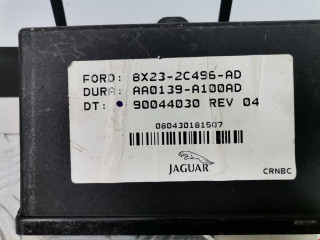 FORD: 8X23-2C496-AD
DURA: AA0139-A100AD
DT: 90044030 REV 04
080430181507
JAGUAR
CRNBC